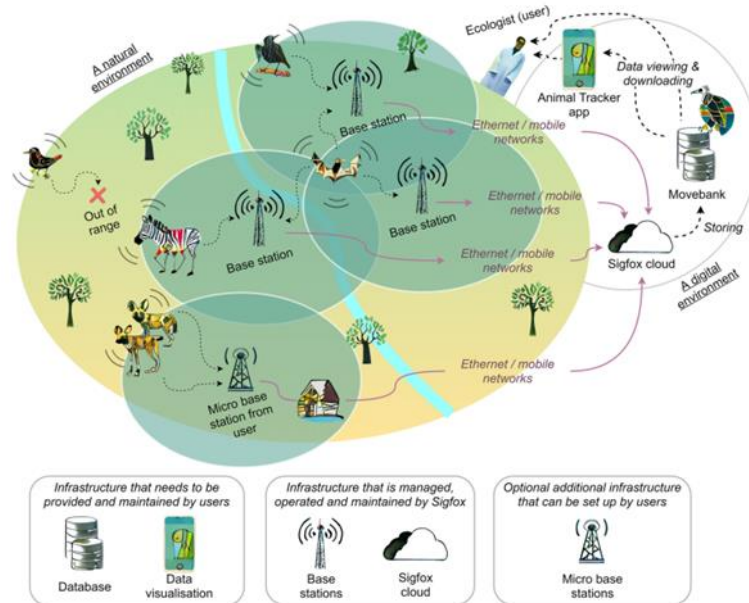 A natural
environment
Ecologist (user)
Data viewing &
downloading
Animal Tracker
app
Base station
Ethernet / mobile
networks
Movebank
Out of
range
Base station
Base station
Ethernet / mobile
networks
Storing
Ethernet / mobile
networks
Sigfox cloud
A digital
environment
Ethernet / mobile
networks
Micro base
station from
user
Infrastructure that needs to be
provided and maintained by users
Database
Data
visualisation
Infrastructure that is managed,
operated and maintained by Sigfox
Base
stations
Sigfox
cloud
Optional additional infrastructure
that can be set up by users
Micro base
stations